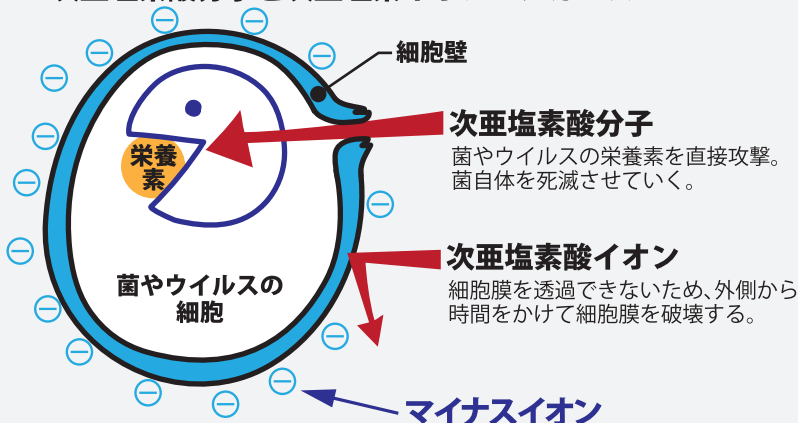 細胞壁
次亜塩素酸分子
菌やウイルスの栄養素を直接攻撃。
菌自体を死滅させていく。
栄養
素
次亜塩素酸イオン
細胞膜を透過できないため、外側から
時間をかけて細胞膜を破壊する。
菌やウイルスの
細胞
マイナスイオン